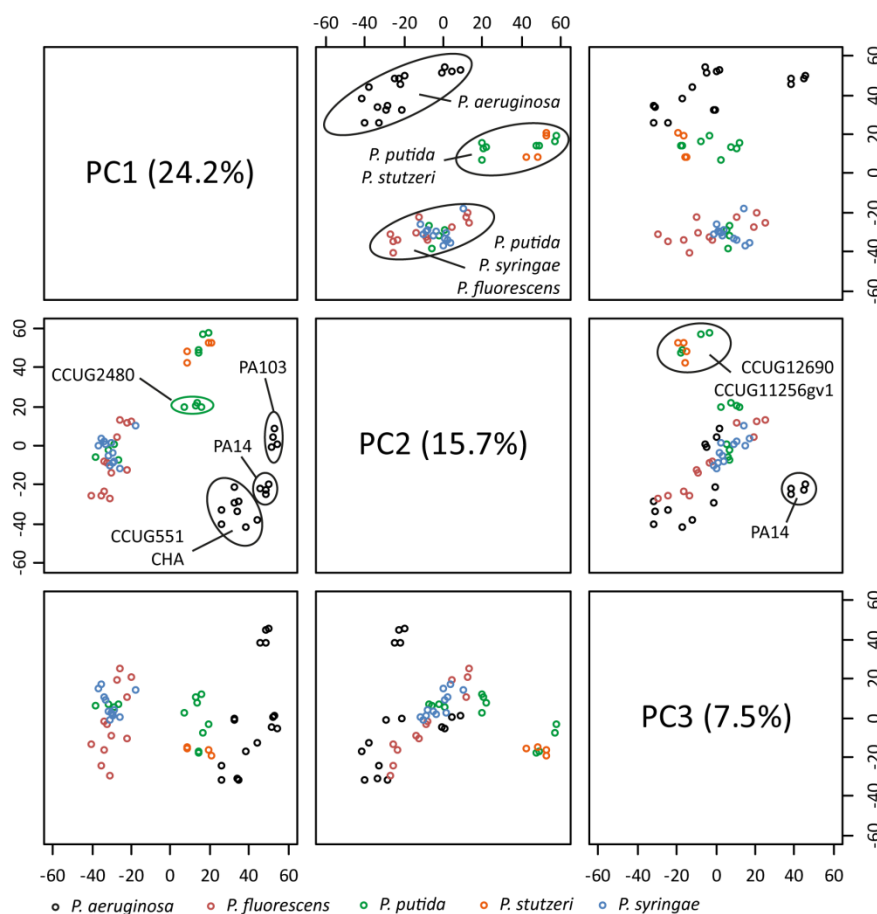 -60 -40 -20 0 20 40 60
PC1 (24.2%)
P. aeruginosa
P. putida
P. stutzeri
P. putida
P. syringae
P. fluorescens
-60 -40 -20 0 20 40 60
60 40 20 0 -20 -40 -60
CCUG2480
PA103
PA14
CCUG551
CHA
PC2 (15.7%)
CCUG12690
CCUG11256gv1
PA14
PC3 (7.5%)
-60 -40 -20 0 20 40 60
-60 -40 -20 0 20 40 60
-60 -40 -20 0 20 40 60
P. aeruginosa P. fluorescens P. putida P. stutzeri P. syringae